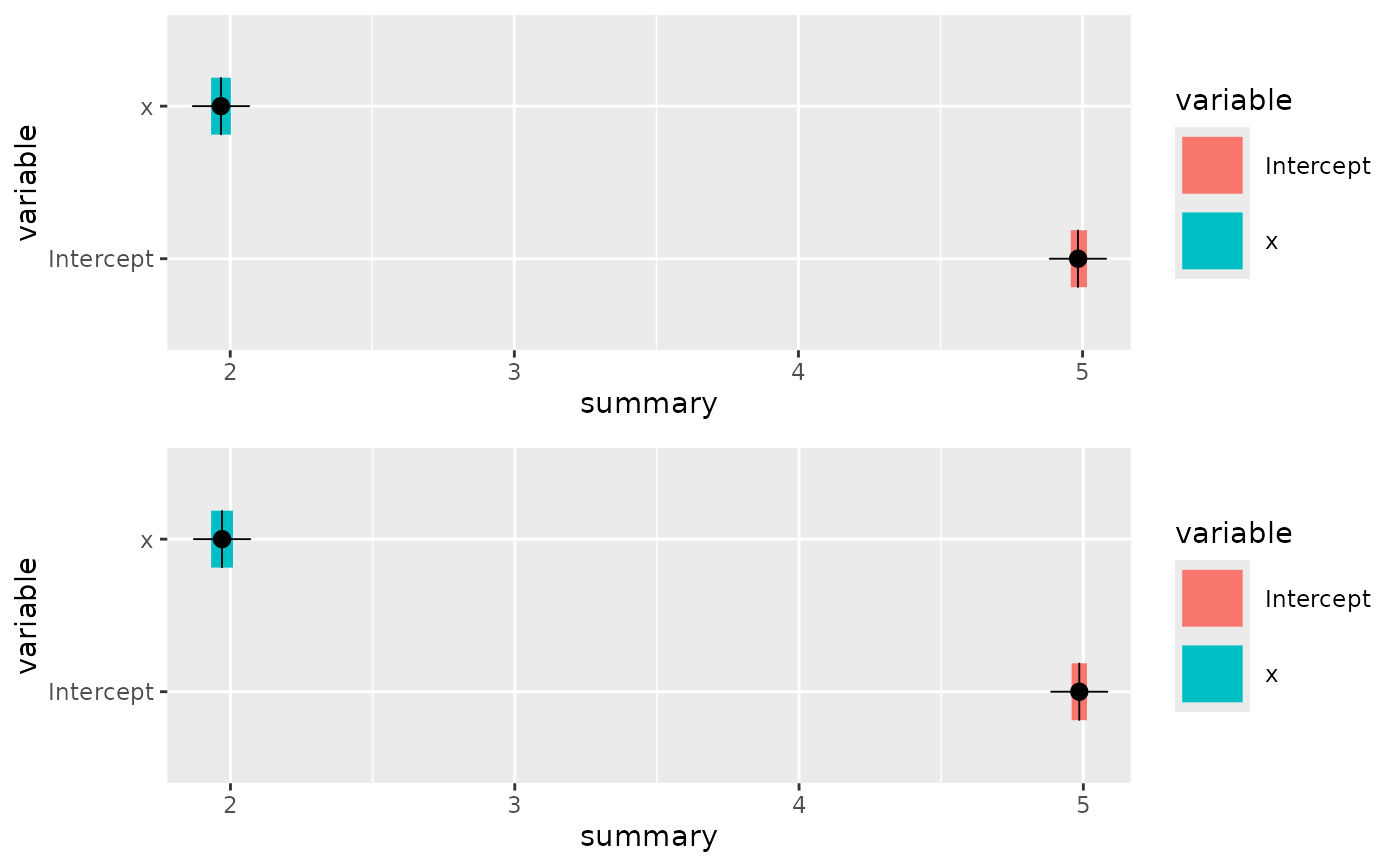 variable
x
Intercept
2 3 4 5
summary
variable
Intercept
x
variable
x
Intercept
2 3 4 5
summary
variable
Intercept
x